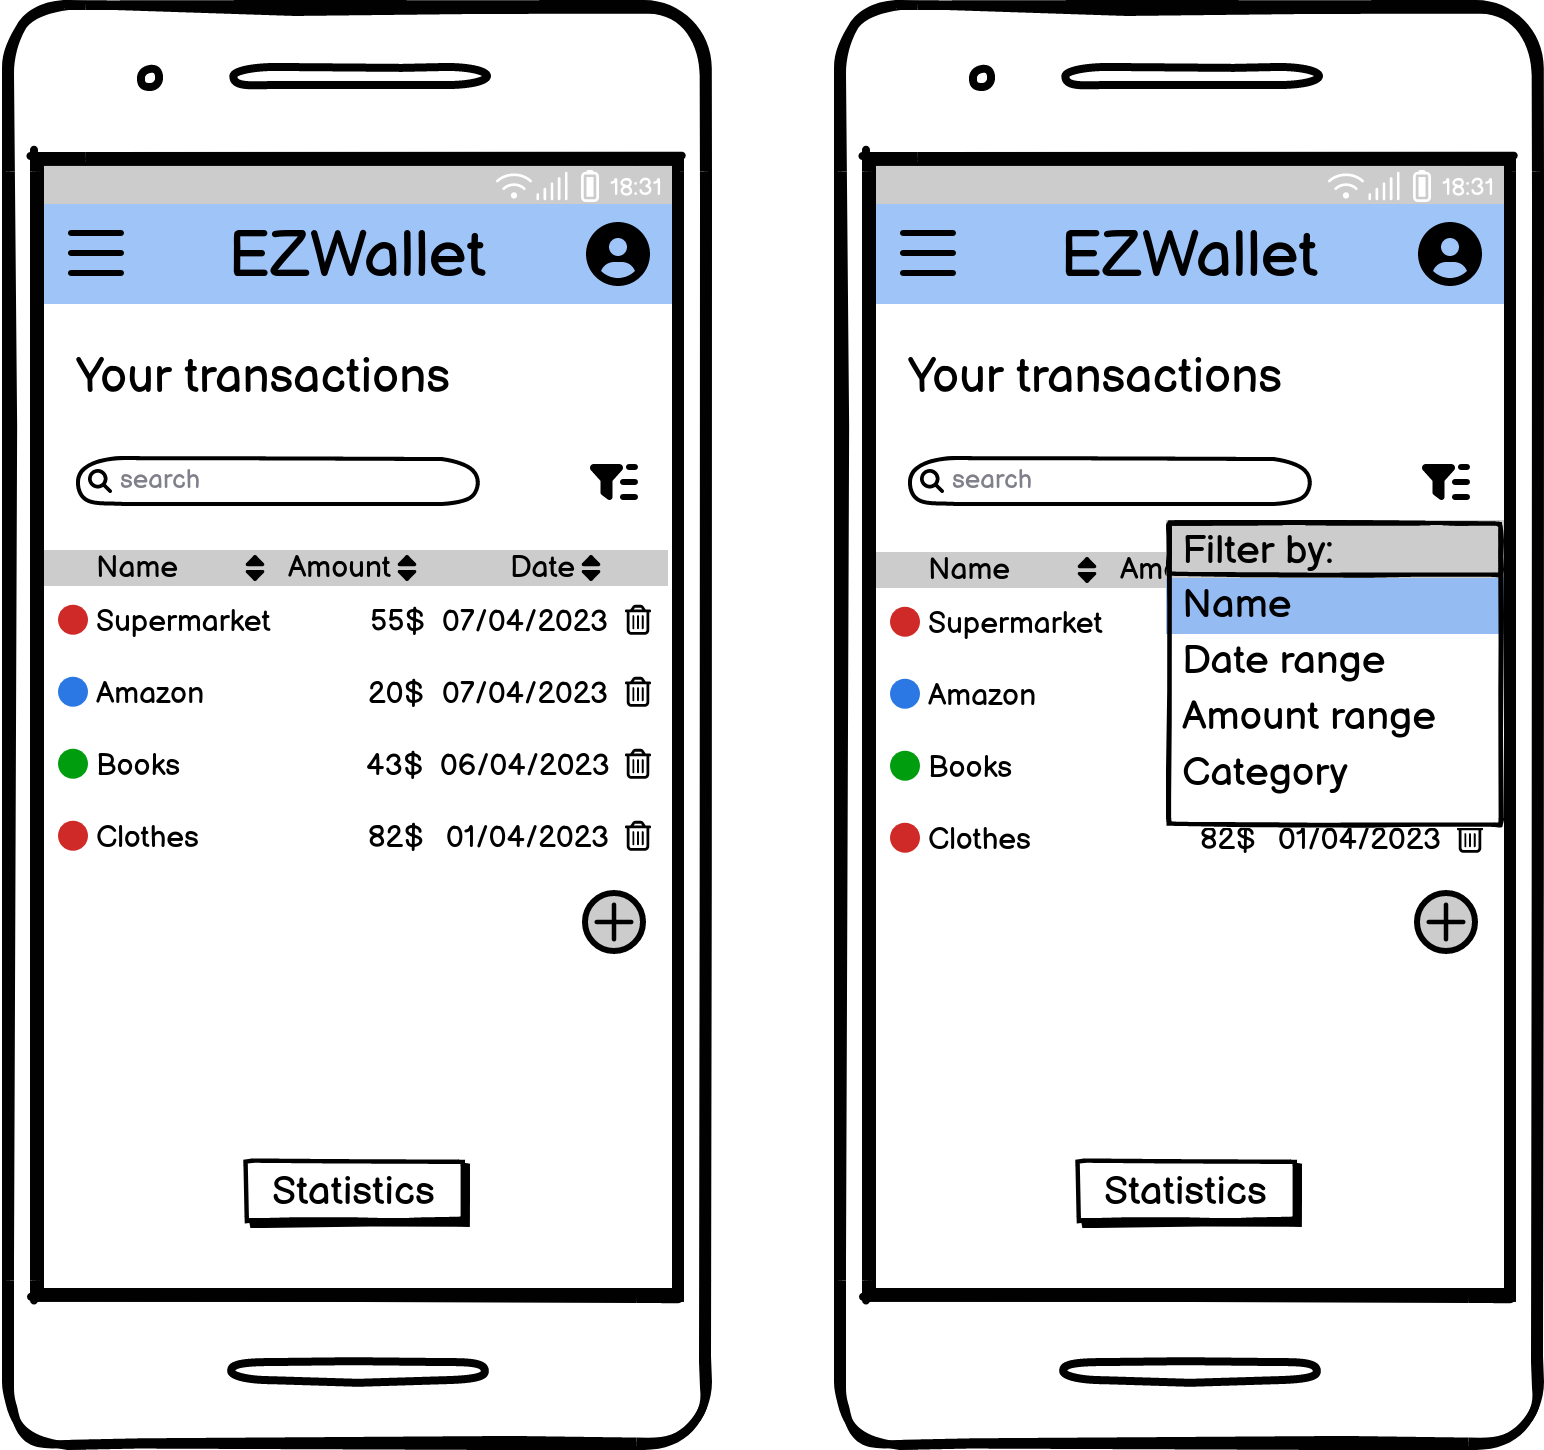 18:31
EZWallet
Your transactions
search
Name Amount Date
Supermarket 55$ 07/04/2023
Amazon 20$ 07/04/2023
Books 43$ 06/04/2023
Clothes 82$ 01/04/2023
Statistics
18:31
EZWallet
Your transactions
search
Name
Filter by:
Name
Date range
Amount range
Category
Supermarket
Amazon
Books
Clothes 82$ 01/04/2023
Statistics